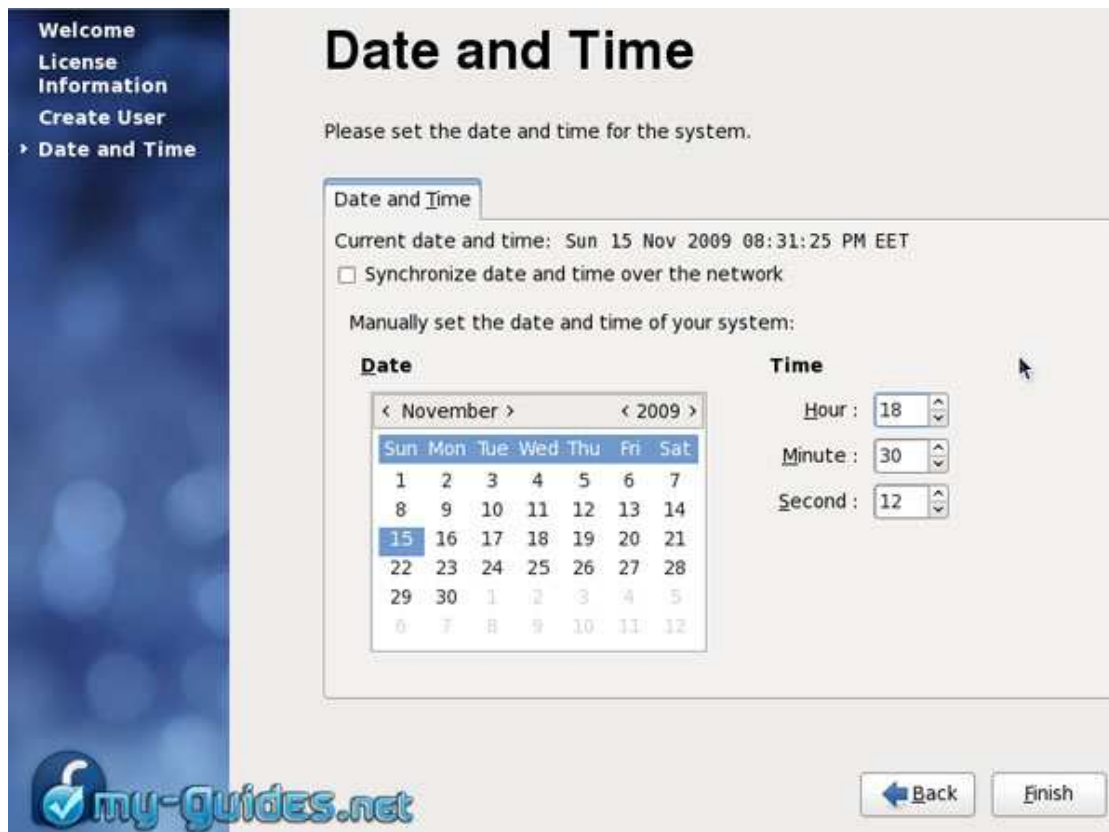 Welcome
License
Information
Create User
Date and Time
Date and Time
Please set the date and time for the system.
Date and Time
Current date and time: Sun 15 Nov 2009 08:31:25 PM EET
Synchronize date and time over the network
Manually set the date and time of your system:
Date
< November > < 2009 >
Sun Mon Tue Wed Thu Fri Sat
1 2 3 4 5 6 7
8 9 10 11 12 13 14
15 16 17 18 19 20 21
22 23 24 25 26 27 28
29 30 1 2 3 4 5
6 7 8 9 10 11 12
Time
Hour : 18
Minute : 30
Second : 12
my-guides.net
Back
Finish